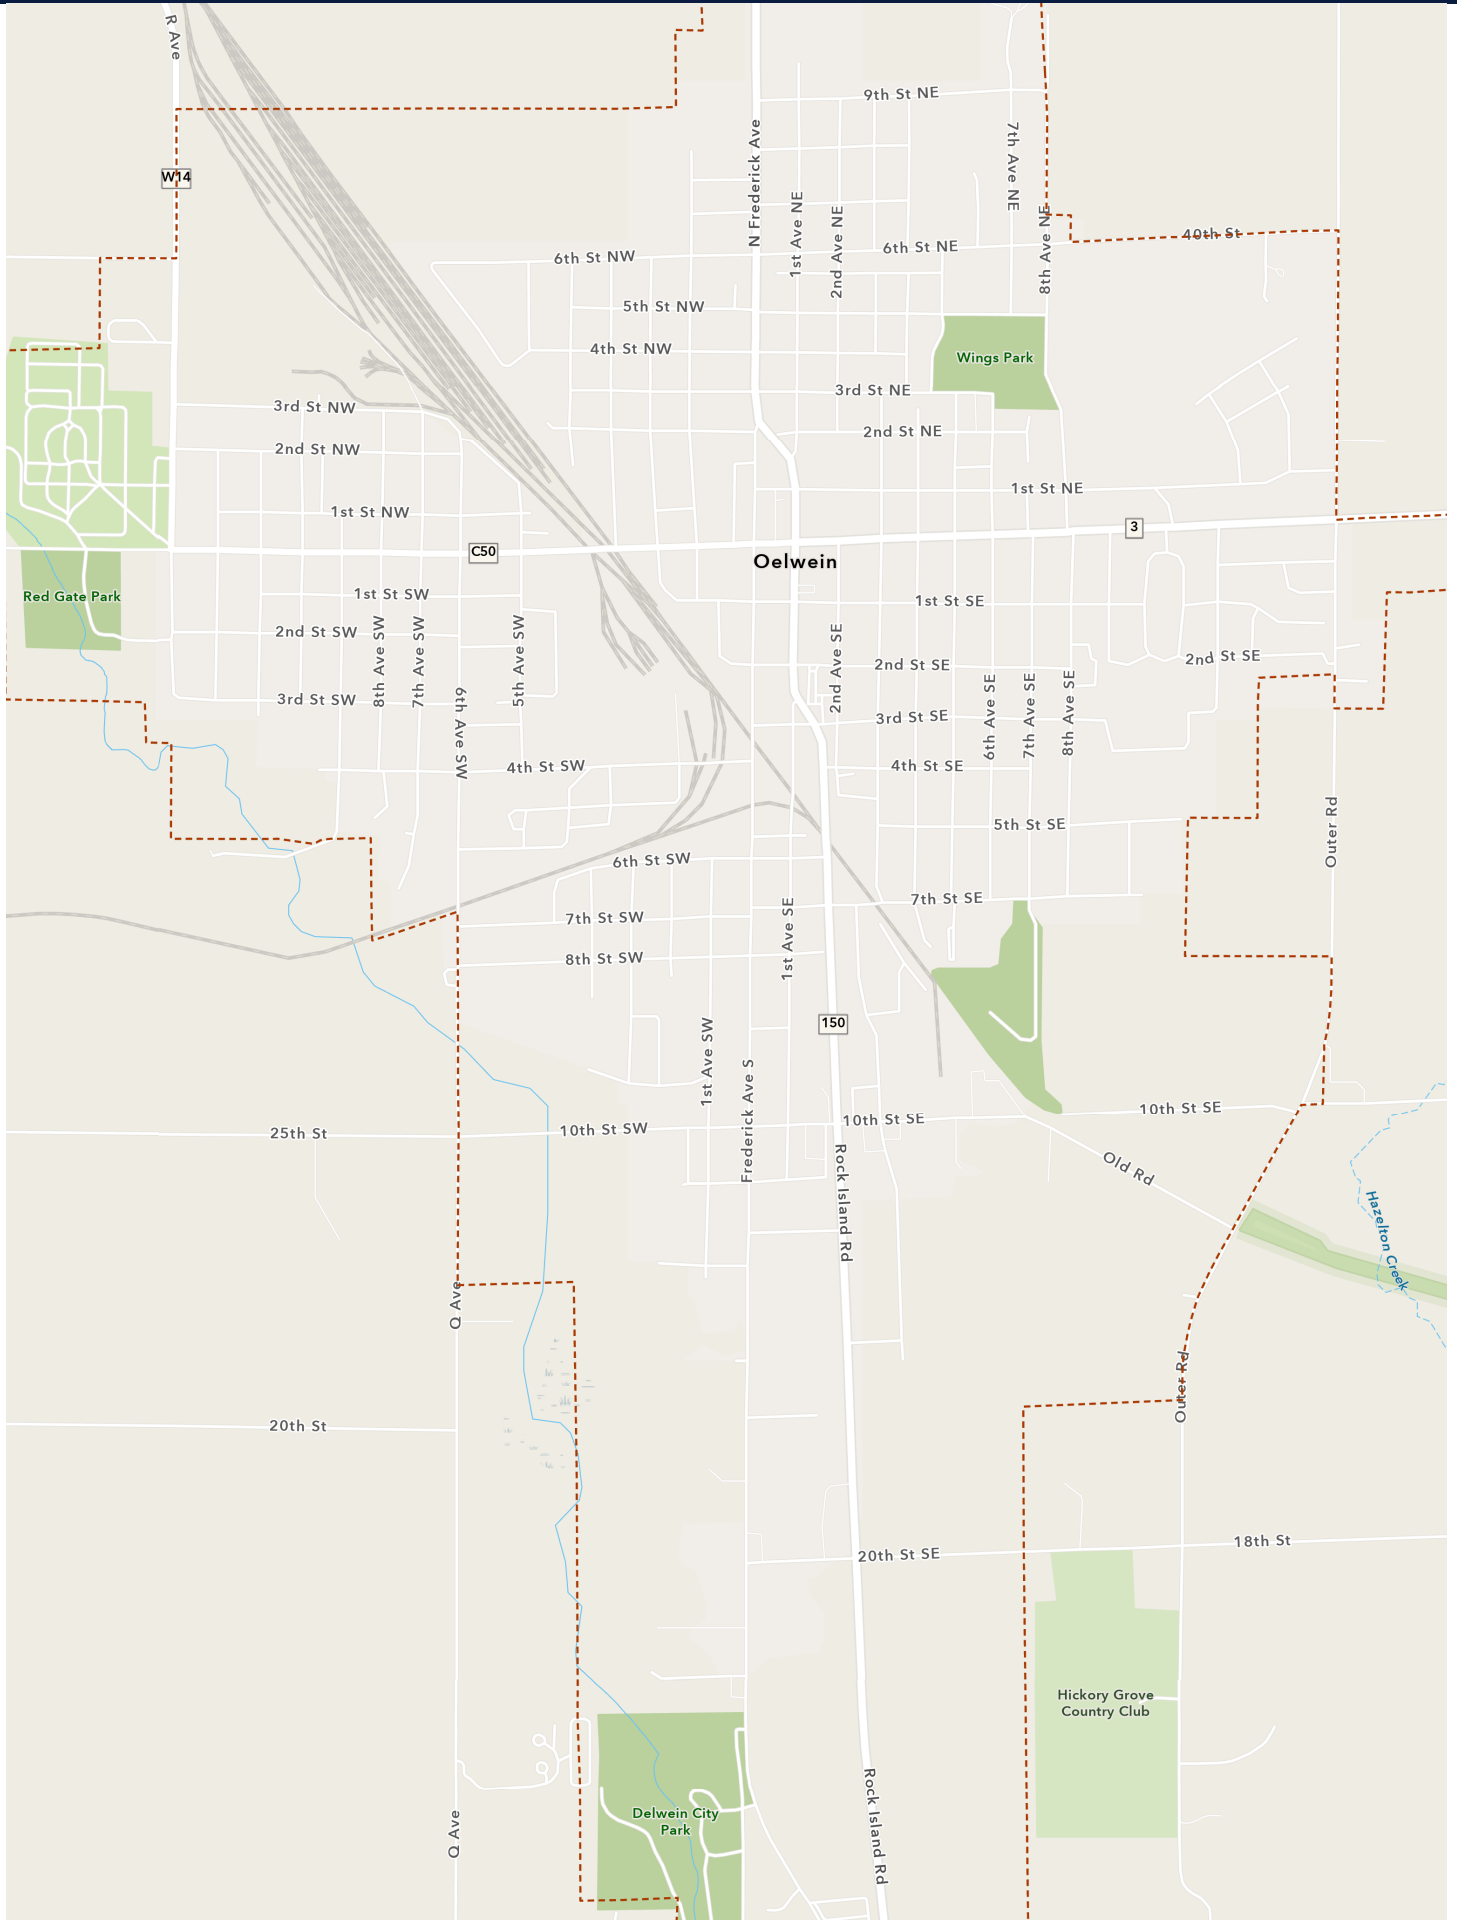 R Ave
9th St NE
N Frederick Ave
7th Ave NE
W14
1st Ave NE
2nd Ave NE
8th Ave NE
40th St
6th St NE
6th St NW
5th St NW
4th St NW
Wings Park
3rd St NE
3rd St NW
2nd St NE
2nd St NW
1st St NE
1st St NW
3
C50
Oelwein
Red Gate Park
1st St SW
1st St SE
2nd St SW
8th Ave SW
7th Ave SW
5th Ave SW
2nd Ave SE
2nd St SE
2nd St SE
3rd St SW
6th Ave SW
3rd St SE
6th Ave SE
7th Ave SE
8th Ave SE
4th St SW
4th St SE
5th St SE
Outer Rd
6th St SW
7th St SE
7th St SW
1st Ave SE
8th St SW
150
1st Ave SW
Frederick Ave S
10th St SE
10th St SE
25th St
10th St SW
Rock Island Rd
Old Rd
Hazelton Creek
Q Ave
Outer Rd
20th St
20th St SE
18th St
Hickory Grove
Country Club
Rock Island Rd
Delwein City
Park
Q Ave